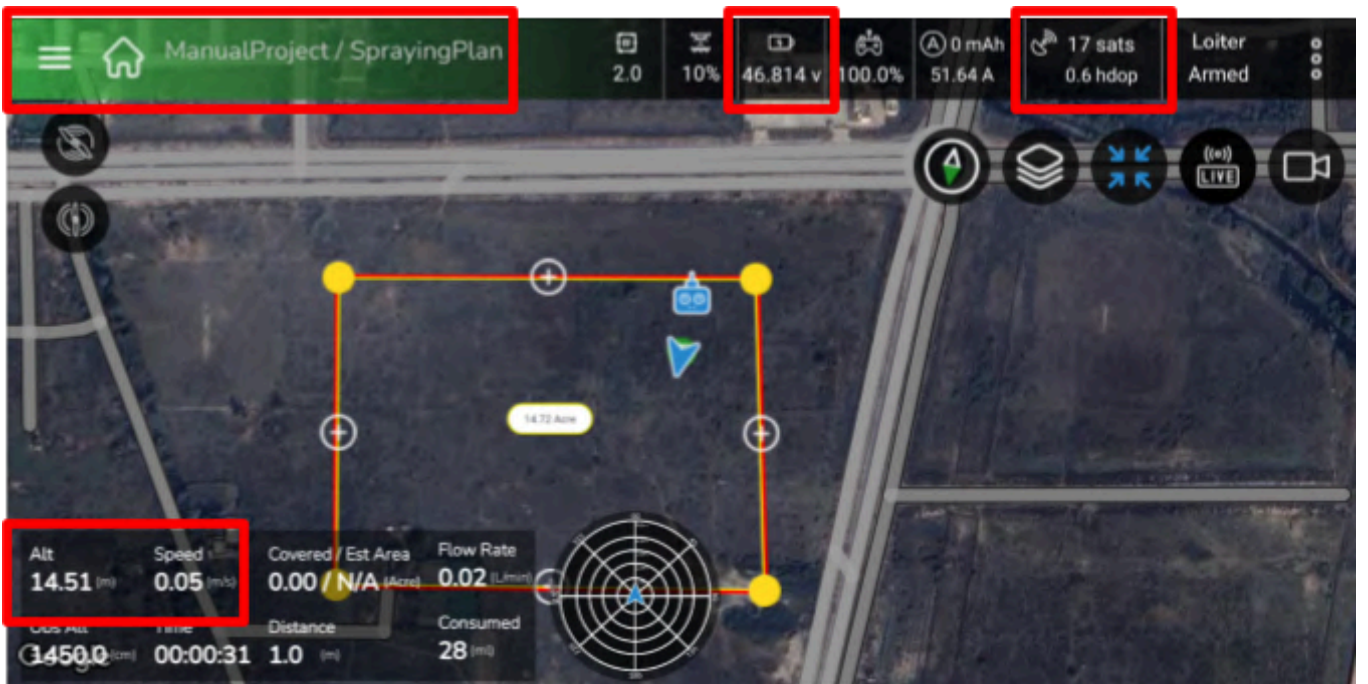 ManualProject / SprayingPlan
2.0
10%
46.814 v
100.0%
A 0 mAh
51.64 A
17 sats
0.6 hdop
Loiter
Armed
LIVE
14.72 Acre
Alt
14.51 (m)
Speed
0.05 (m/s)
Covered / Est Area
0.00 / N/A (Acre)
Flow Rate
0.02 (L/min)
Obs Alt
1450.0 (cm)
Time
00:00:31
Distance
1.0 (m)
Consumed
28 (ml)